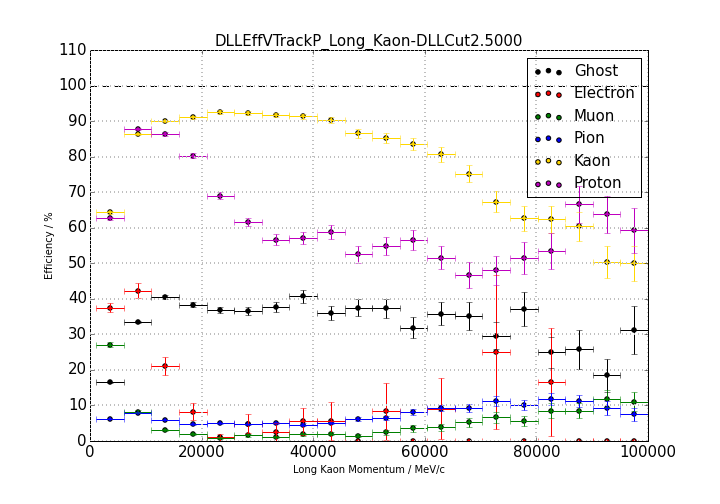 DLLEffVTrackP_Long_Kaon-DLLCut2.5000
110
100
90
80
70
60
50
40
30
20
10
0
Efficiency / %
Ghost
Electron
Muon
Pion
Kaon
Proton
0 20000 40000 60000 80000 100000
Long Kaon Momentum / MeV/c